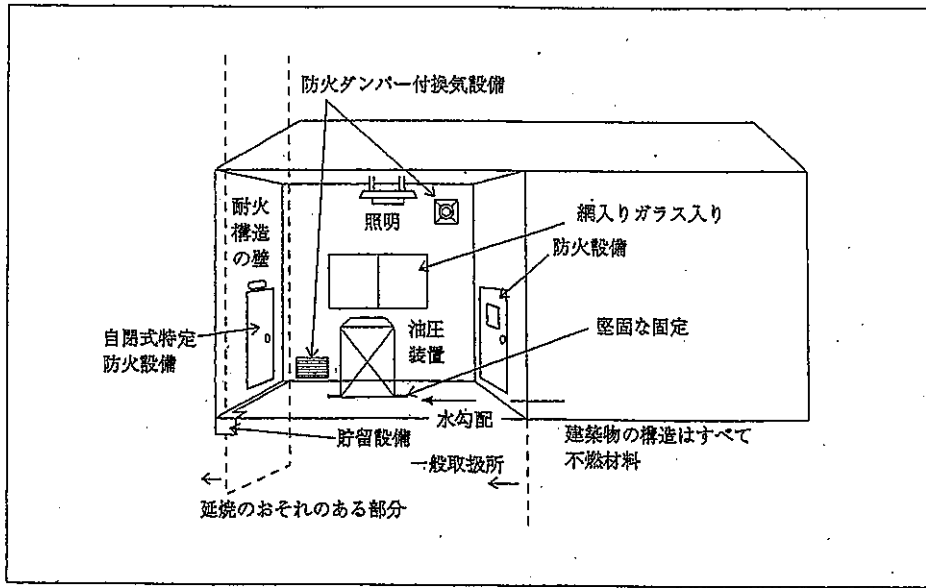 防火ダンパー付換気設備
耐火
構造
の壁
照明
網入りガラス入り
防火設備
自閉式特定
防火設備
油圧
装置
堅固な固定
水勾配
貯留設備
建築物の構造はすべて
不燃材料
一般取扱所
延焼のおそれのある部分